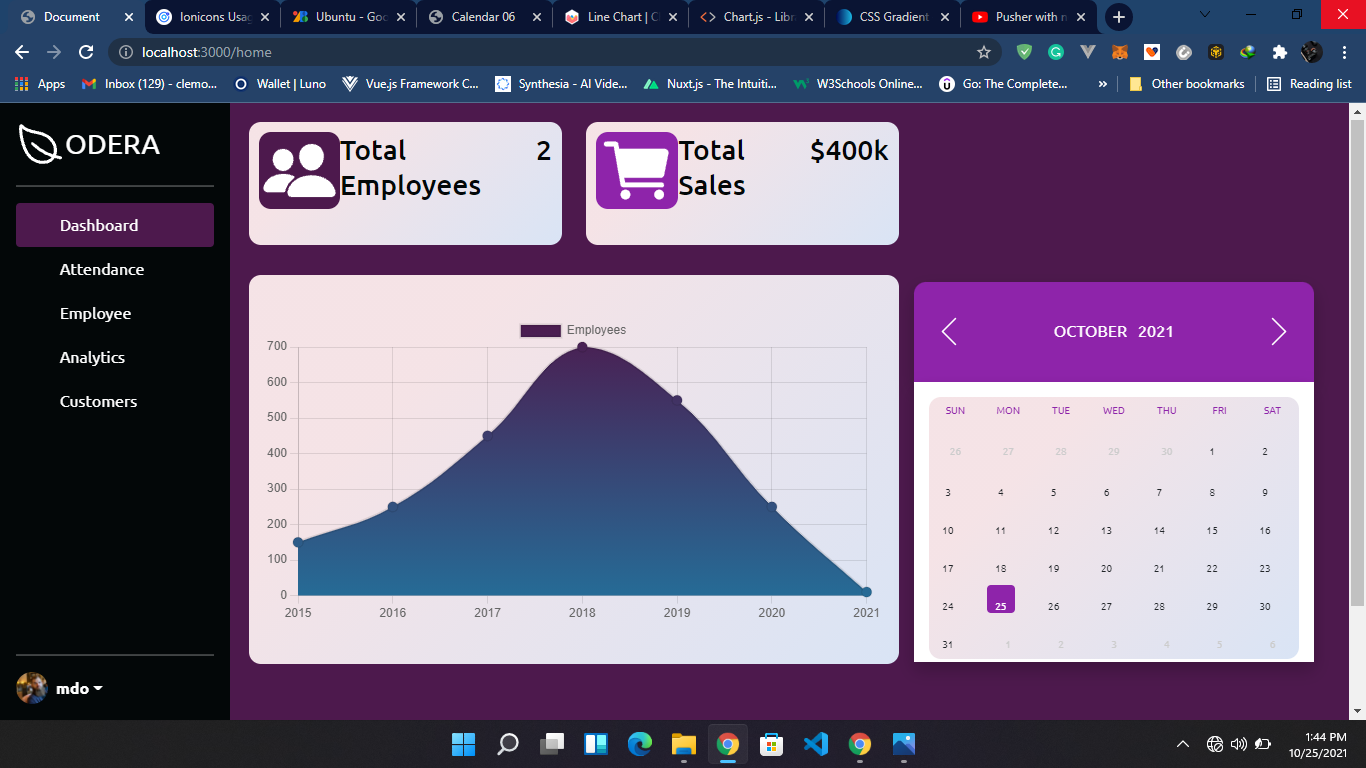 Document
Ionicons Usag
Ubuntu - Goo
Calendar 06
Line Chart | C
Chart.js - Libr
CSS Gradient
Pusher with n
localhost:3000/home
Apps
Inbox (129) - clemo...
Wallet | Luno
Vue.js Framework C...
Synthesia - AI Vide...
Nuxt.js - The Intuiti...
W3Schools Online...
Go: The Complete...
»
Other bookmarks
Reading list
ODERA
Dashboard
Attendance
Employee
Analytics
Customers
mdo
Total 2
Employees
Total $400k
Sales
Employees
700
600
500
400
300
200
100
0
2015 2016 2017 2018 2019 2020 2021
OCTOBER 2021
SUN MON TUE WED THU FRI SAT
26 27 28 29 30 1 2
3 4 5 6 7 8 9
10 11 12 13 14 15 16
17 18 19 20 21 22 23
24 25 26 27 28 29 30
31 1 2 3 4 5 6
1:44 PM
10/25/2021